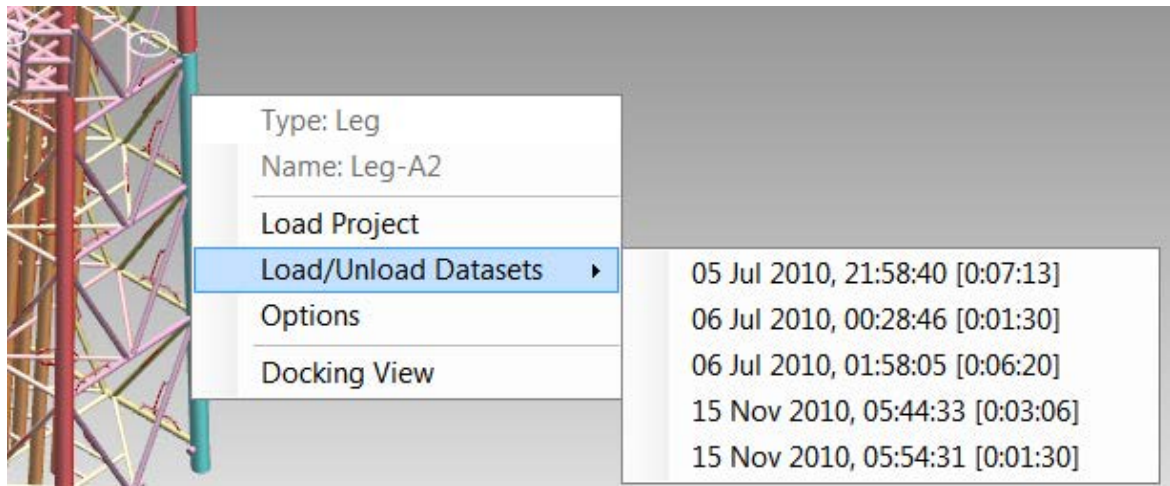 Type: Leg
Name: Leg-A2
Load Project
Load/Unload Datasets
Options
Docking View
05 Jul 2010, 21:58:40 [0:07:13]
06 Jul 2010, 00:28:46 [0:01:30]
06 Jul 2010, 01:58:05 [0:06:20]
15 Nov 2010, 05:44:33 [0:03:06]
15 Nov 2010, 05:54:31 [0:01:30]